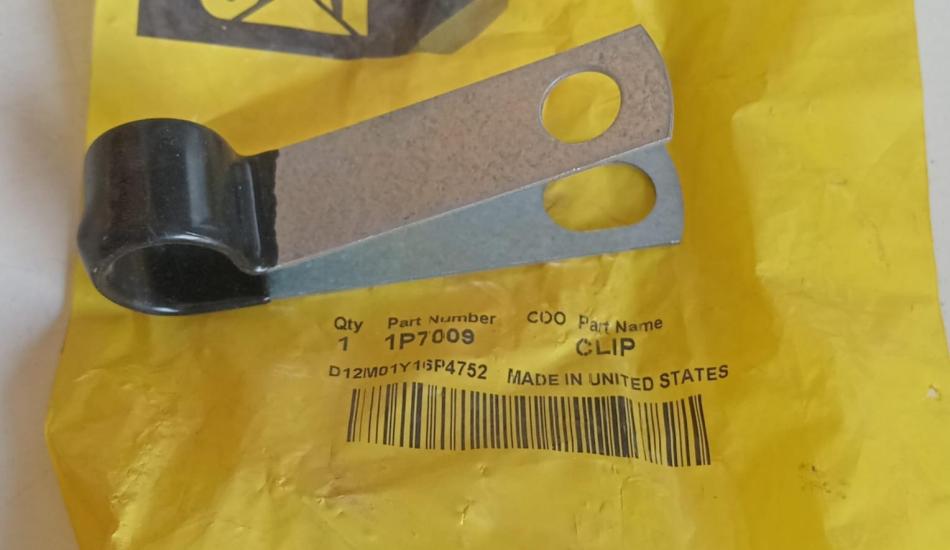 Qty Part Number COO Part Name
1 1P7009 CLIP
D12M01Y16P4752 MADE IN UNITED STATES